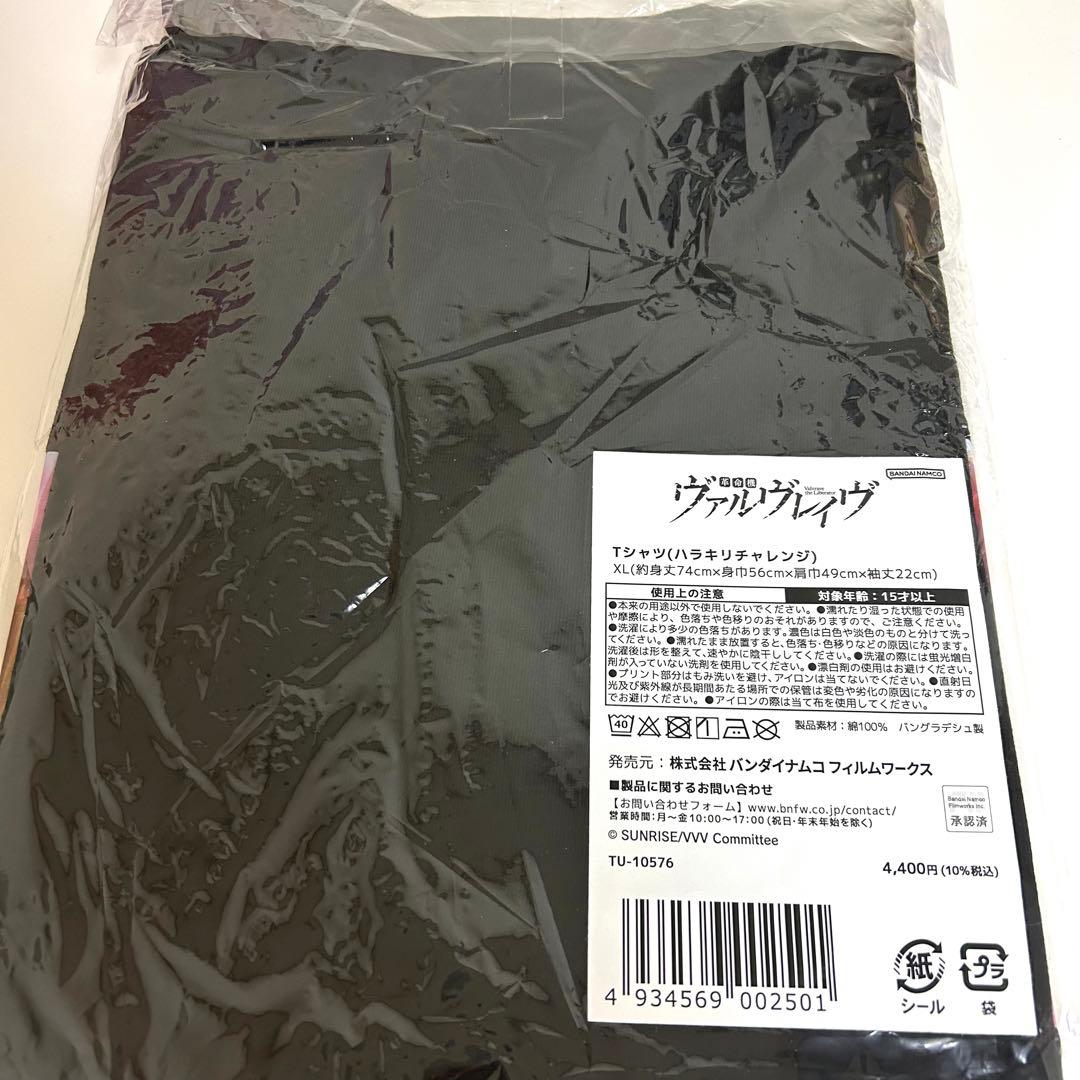 BANDAI NAMCO
革命機
Valvrave
the Liberator
ヴァルヴレイヴ
Tシャツ(ハラキリチャレンジ)
XL(約身丈74cm×身巾56cm×肩巾49cm×袖丈22cm)
使用上の注意 対象年齢：15才以上
●本来の用途以外で使用しないでください。●濡れたり湿った状態での使用
や摩擦により、色落ちや色移りのおそれがありますので、ご注意ください。
●洗濯により多少の色落ちがあります。濃色は白色や淡色のものと分けて洗っ
てください。●濡れたまま放置すると、色落ち・色移りなどの原因になります。
洗濯後は形を整えて、速やかに陰干ししてください。●洗濯の際には蛍光増白
剤が入っていない洗剤を使用してください。●漂白剤の使用はお避けください。
●プリント部分はもみ洗いを避け、アイロンは当てないでください。●直射日
光及び紫外線が長期間あたる場所での保管は変色や劣化の原因になりますの
でお避けください。●アイロンの際は当て布を使用してください。
40 製品素材：綿100% バングラデシュ製
発売元：株式会社 バンダイナムコ フィルムワークス
■製品に関するお問い合わせ
【お問い合わせフォーム】www.bnfw.co.jp/contact/
営業時間：月〜金10:00〜17:00(祝日・年末年始を除く)
Bandai Namco
Filmworks Inc.
承認済
© SUNRISE/VVV Committee
TU-10576 4,400円(10%税込)
4 934569 002501
紙
シール
プラ
袋